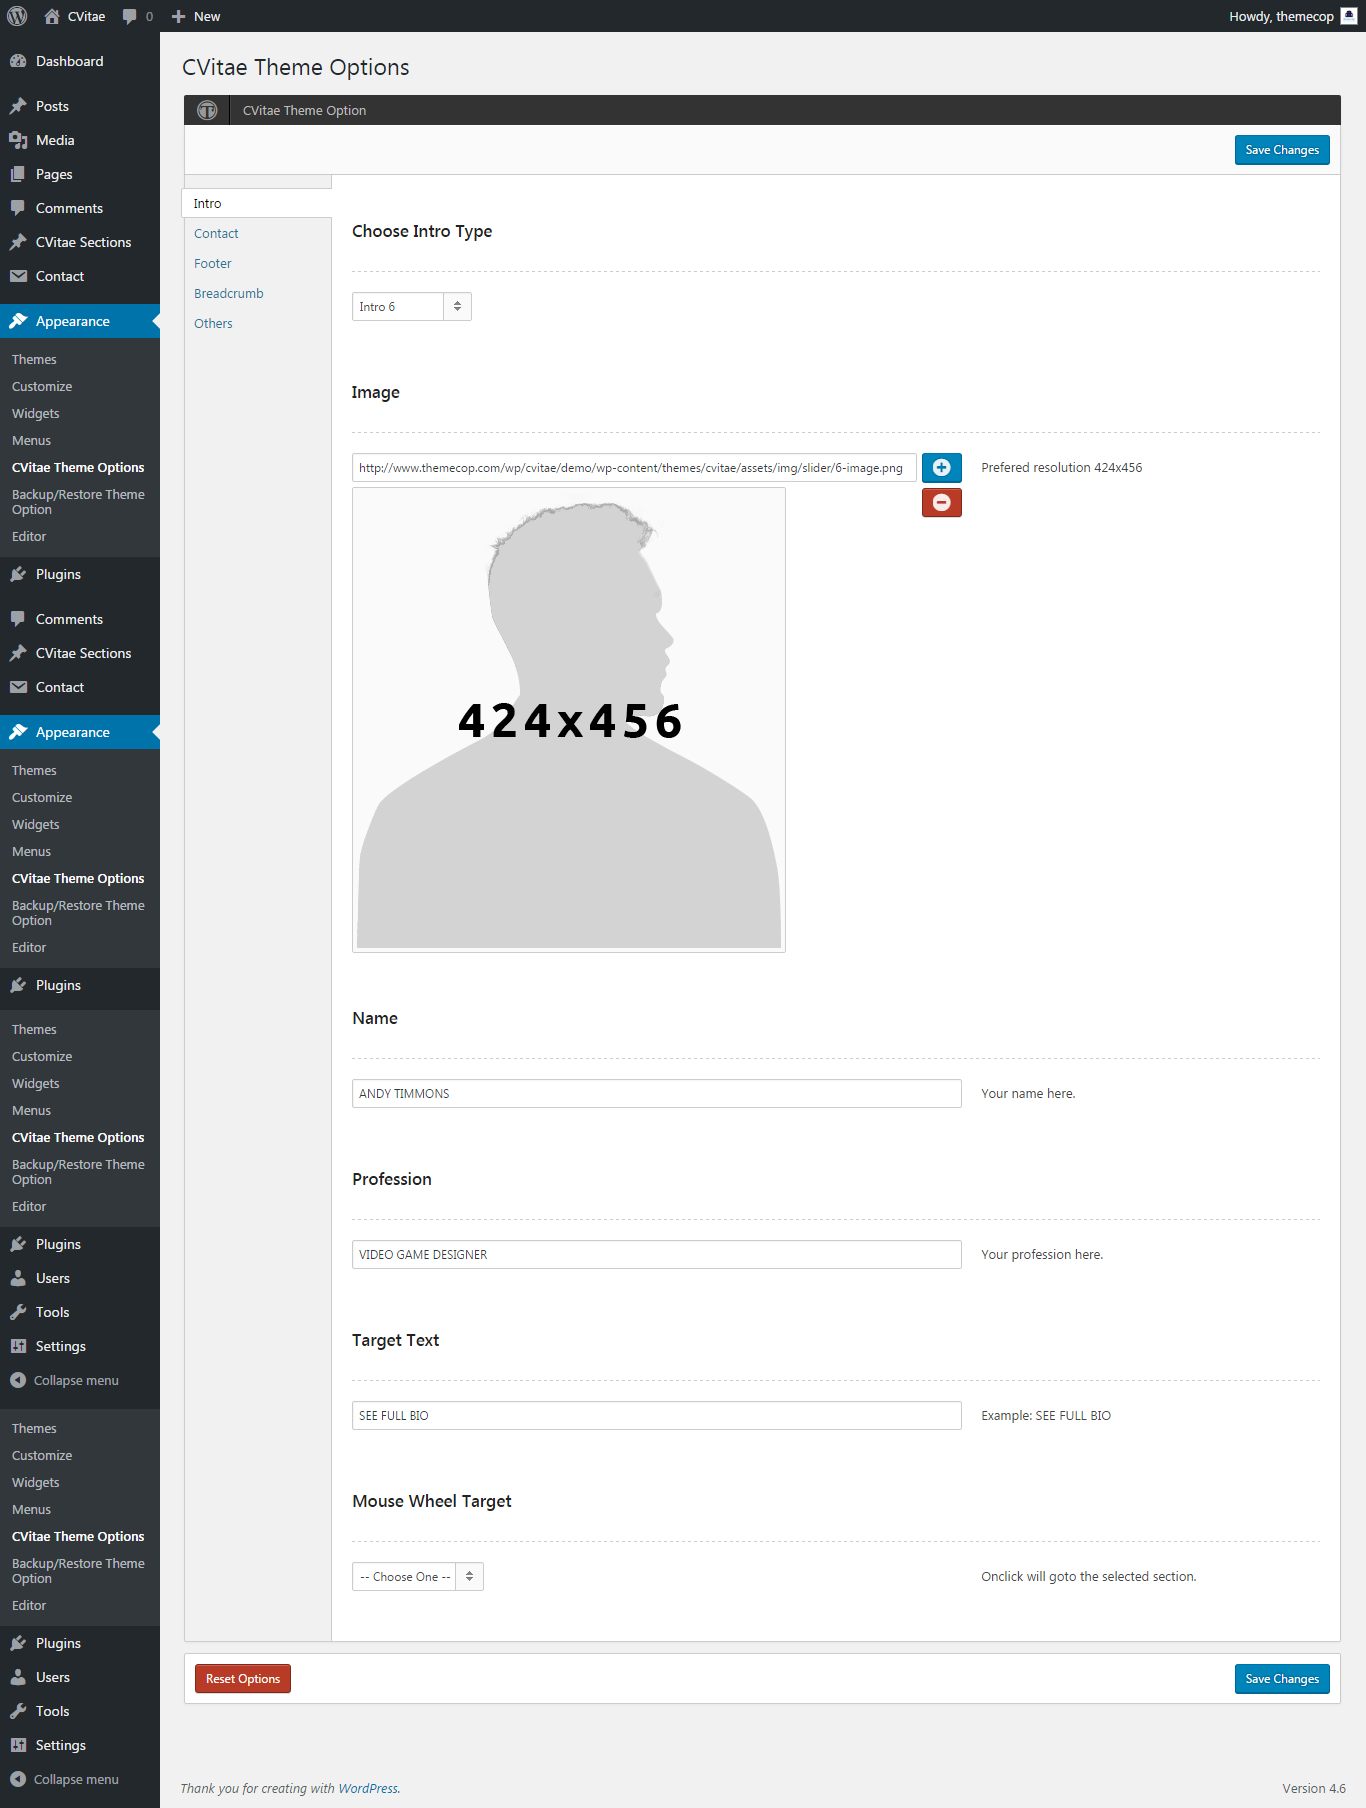 CVitae
0
New
Howdy, themecop
Dashboard
Posts
Media
Pages
Comments
CVitae Sections
Contact
Appearance
Themes
Customize
Widgets
Menus
CVitae Theme Options
Backup/Restore Theme
Option
Editor
Plugins
Comments
CVitae Sections
Contact
Appearance
Themes
Customize
Widgets
Menus
CVitae Theme Options
Backup/Restore Theme
Option
Editor
Plugins
Themes
Customize
Widgets
Menus
CVitae Theme Options
Backup/Restore Theme
Option
Editor
Plugins
Users
Tools
Settings
Collapse menu
Themes
Customize
Widgets
Menus
CVitae Theme Options
Backup/Restore Theme
Option
Editor
Plugins
Users
Tools
Settings
Collapse menu
CVitae Theme Options
CVitae Theme Option
Save Changes
Intro
Contact
Footer
Breadcrumb
Others
Choose Intro Type
Intro 6
Image
http://www.themecop.com/wp/cvitae/demo/wp-content/themes/cvitae/assets/img/slider/6-image.png
Prefered resolution 424x456
424x456
Name
ANDY TIMMONS
Your name here.
Profession
VIDEO GAME DESIGNER
Your profession here.
Target Text
SEE FULL BIO
Example: SEE FULL BIO
Mouse Wheel Target
-- Choose One --
Onclick will goto the selected section.
Reset Options
Save Changes
Thank you for creating with WordPress.
Version 4.6